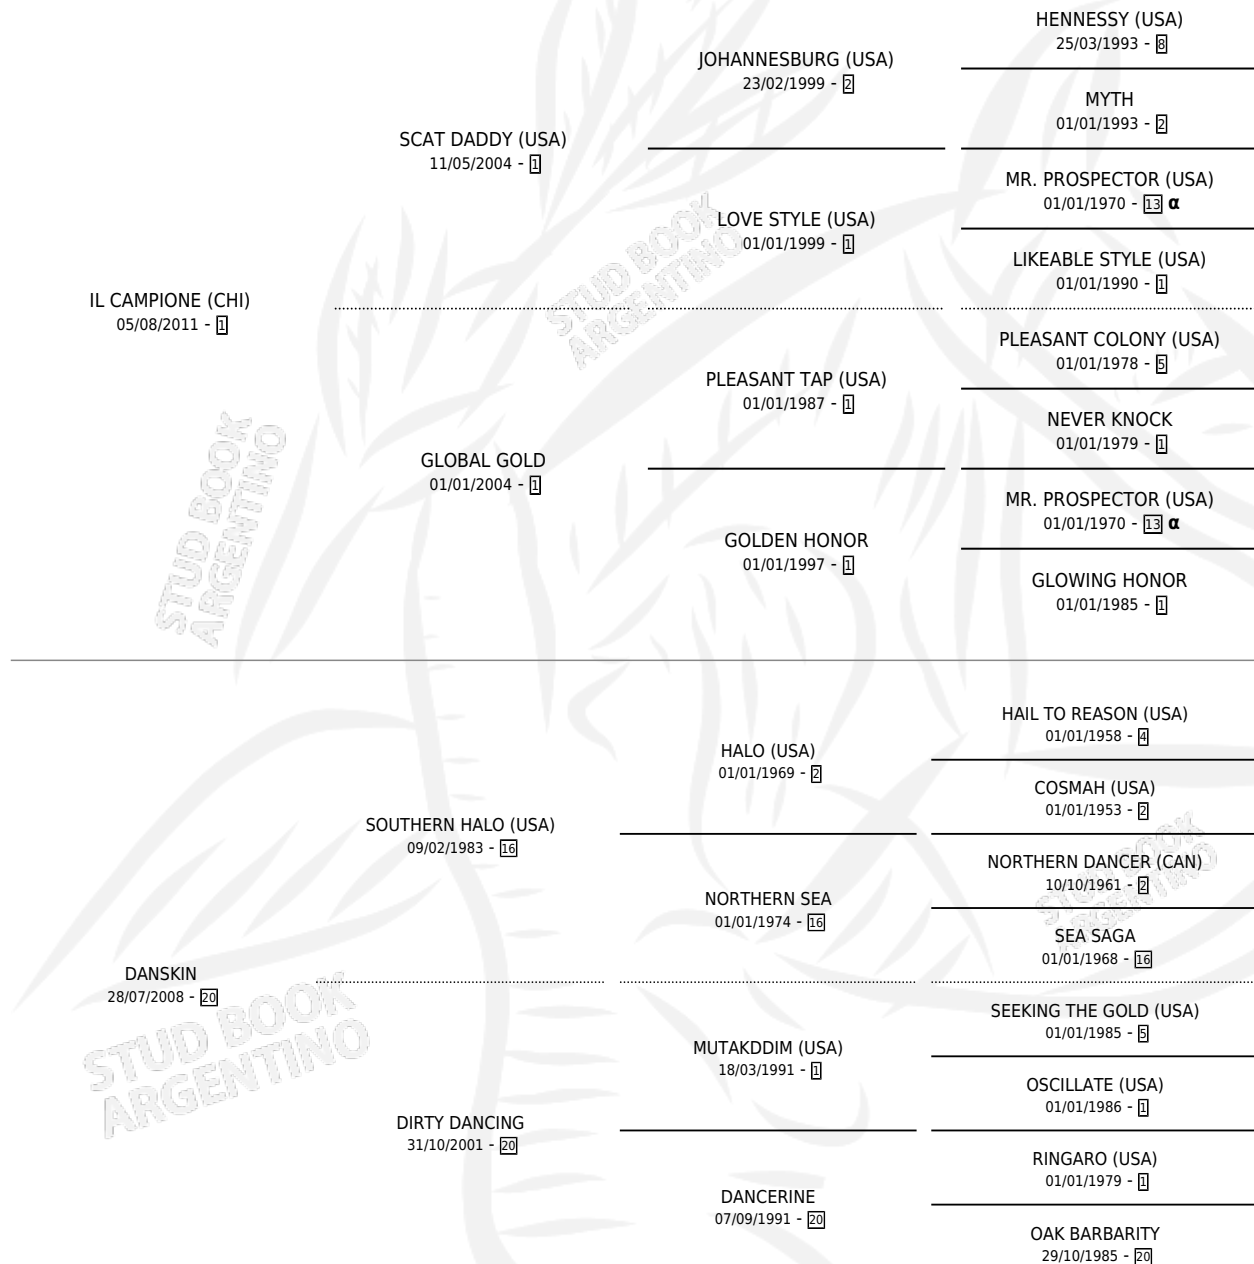 HENNESSY (USA)
25/03/1993 - 8
JOHANNESBURG (USA)
23/02/1999 - 2
MYTH
01/01/1993 - 2
SCAT DADDY (USA)
11/05/2004 - 1
MR. PROSPECTOR (USA)
01/01/1970 - 13 α
LOVE STYLE (USA)
01/01/1999 - 1
LIKEABLE STYLE (USA)
01/01/1990 - 1
IL CAMPIONE (CHI)
05/08/2011 - 1
PLEASANT COLONY (USA)
01/01/1978 - 5
PLEASANT TAP (USA)
01/01/1987 - 1
NEVER KNOCK
01/01/1979 - 1
GLOBAL GOLD
01/01/2004 - 1
MR. PROSPECTOR (USA)
01/01/1970 - 13 α
GOLDEN HONOR
01/01/1997 - 1
GLOWING HONOR
01/01/1985 - 1
HAIL TO REASON (USA)
01/01/1958 - 4
HALO (USA)
01/01/1969 - 2
COSMAH (USA)
01/01/1953 - 2
SOUTHERN HALO (USA)
09/02/1983 - 16
NORTHERN DANCER (CAN)
10/10/1961 - 2
NORTHERN SEA
01/01/1974 - 16
SEA SAGA
01/01/1968 - 16
DANSKIN
28/07/2008 - 20
SEEKING THE GOLD (USA)
01/01/1985 - 5
MUTAKDDIM (USA)
18/03/1991 - 1
OSCILLATE (USA)
01/01/1986 - 1
DIRTY DANCING
31/10/2001 - 20
RINGARO (USA)
01/01/1979 - 1
DANCERINE
07/09/1991 - 20
OAK BARBARITY
29/10/1985 - 20
STUD BOOK
ARGENTINO
STUD BOOK
ARGENTINO
STUD BOOK
ARGENTINO
STUD BOOK
ARGENTINO